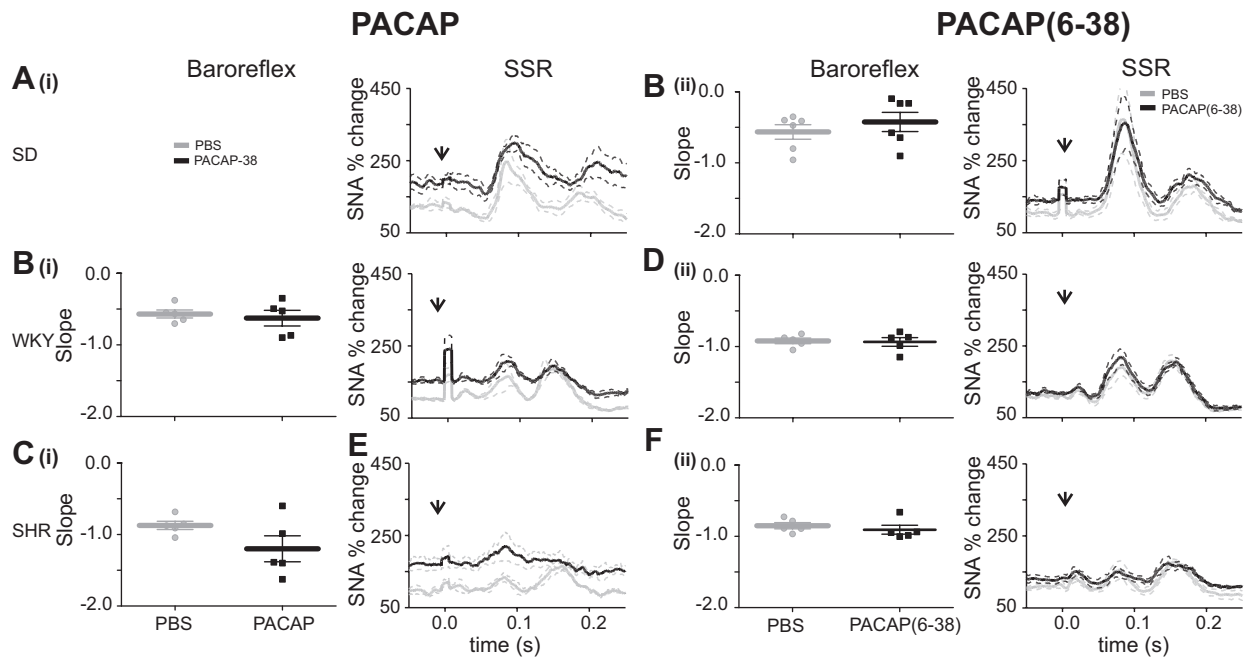 PACAP
PACAP(6-38)
A (i)
Baroreflex
SSR
SD
PBS
PACAP-38
SNA % change
450
250
50
B (ii)
Baroreflex
SSR
Slope
0.0
-1.0
-2.0
SNA % change
450
250
50
PBS
PACAP(6-38)
B (i)
WKY
Slope
0.0
-1.0
-2.0
SNA % change
450
250
50
D (ii)
Slope
0.0
-1.0
-2.0
SNA % change
450
250
50
C (i)
SHR
Slope
0.0
-1.0
-2.0
PBS
PACAP
E
SNA % change
450
250
50
0.0
0.1
0.2
time (s)
F (ii)
Slope
0.0
-1.0
-2.0
PBS
PACAP(6-38)
SNA % change
450
250
50
0.0
0.1
0.2
time (s)